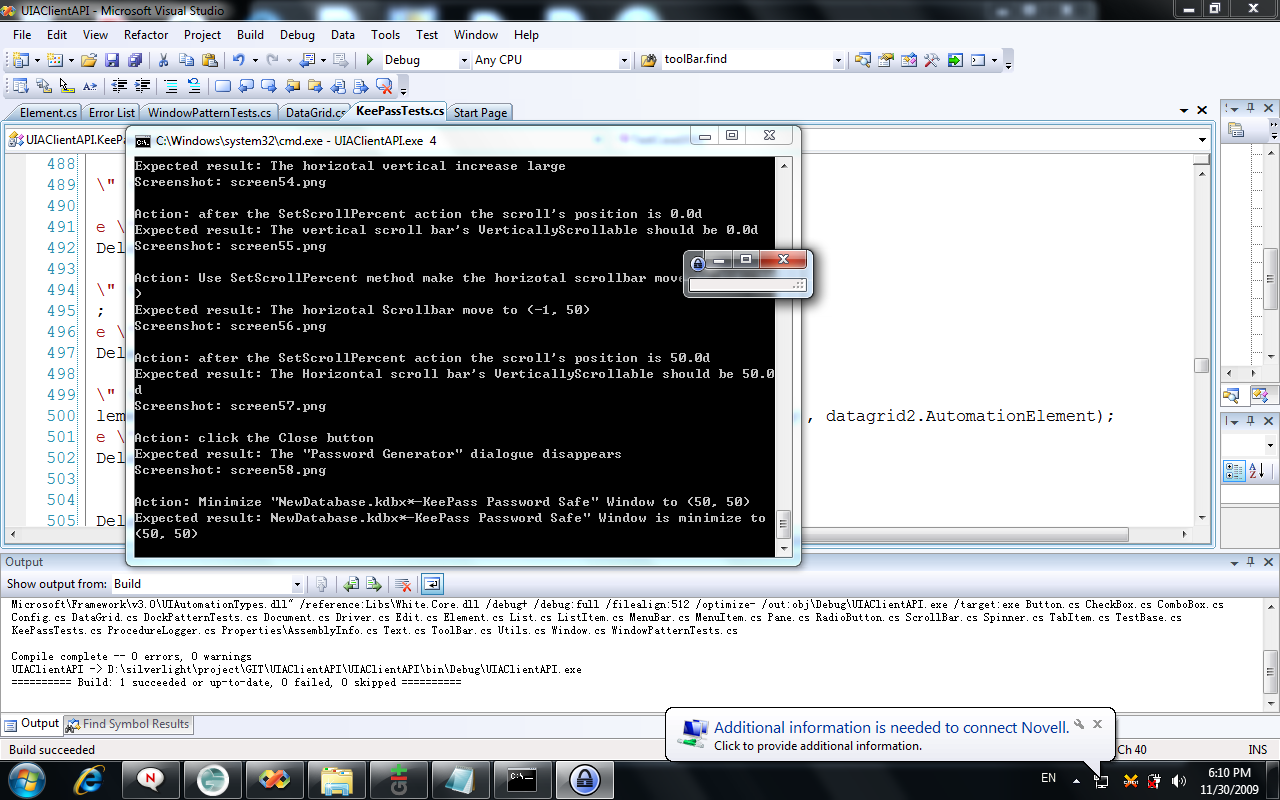 UIAClientAPI - Microsoft Visual Studio
File Edit View Refactor Project Build Debug Data Tools Test Window Help
Debug Any CPU toolBar.find
Element.cs Error List WindowPatternTests.cs DataGrid.cs KeePassTests.cs Start Page
UIAClientAPI.KeePa
C:\Windows\system32\cmd.exe - UIAClientAPI.exe 4
Expected result: The horizotal vertical increase large
Screenshot: screen54.png
Action: after the SetScrollPercent action the scroll's position is 0.0d
Expected result: The vertical scroll bar's VerticallyScrollable should be 0.0d
Screenshot: screen55.png
Action: Use SetScrollPercent method make the horizotal scrollbar move
)
Expected result: The horizotal Scrollbar move to (-1, 50)
Screenshot: screen56.png
Action: after the SetScrollPercent action the scroll's position is 50.0d
Expected result: The Horizontal scroll bar's VerticallyScrollable should be 50.0
d
Screenshot: screen57.png
Action: click the Close button
Expected result: The "Password Generator" dialogue disappears
Screenshot: screen58.png
Action: Minimize "NewDatabase.kdbx*-KeePass Password Safe" Window to (50, 50)
Expected result: NewDatabase.kdbx*-KeePass Password Safe" Window is minimize to
(50, 50)
488
489 \"
490
491 e \
492 Del
493
494 \"
495 ;
496 e \
497 Del
498
499 \"
500 lem , datagrid2.AutomationElement);
501 e \
502 Del
503
504
505 Del
Output
Show output from: Build
Microsoft\Framework\v3.0\UIAutomationTypes.dll" /reference:Libs\White.Core.dll /debug+ /debug:full /filealign:512 /optimize- /out:obj\Debug\UIAClientAPI.exe /target:exe Button.cs CheckBox.cs ComboBox.cs
Config.cs DataGrid.cs DockPatternTests.cs Document.cs Driver.cs Edit.cs Element.cs List.cs ListItem.cs MenuBar.cs MenuItem.cs Pane.cs RadioButton.cs ScrollBar.cs Spinner.cs TabItem.cs TestBase.cs
KeePassTests.cs ProcedureLogger.cs Properties\AssemblyInfo.cs Text.cs ToolBar.cs Utils.cs Window.cs WindowPatternTests.cs
Compile complete -- 0 errors, 0 warnings
UIAClientAPI -> D:\silverlight\project\GIT\UIAClientAPI\UIAClientAPI\bin\Debug\UIAClientAPI.exe
========== Build: 1 succeeded or up-to-date, 0 failed, 0 skipped ==========
Output Find Symbol Results
Additional information is needed to connect Novell.
Click to provide additional information.
Build succeeded Ch 40 INS
EN 6:10 PM
11/30/2009